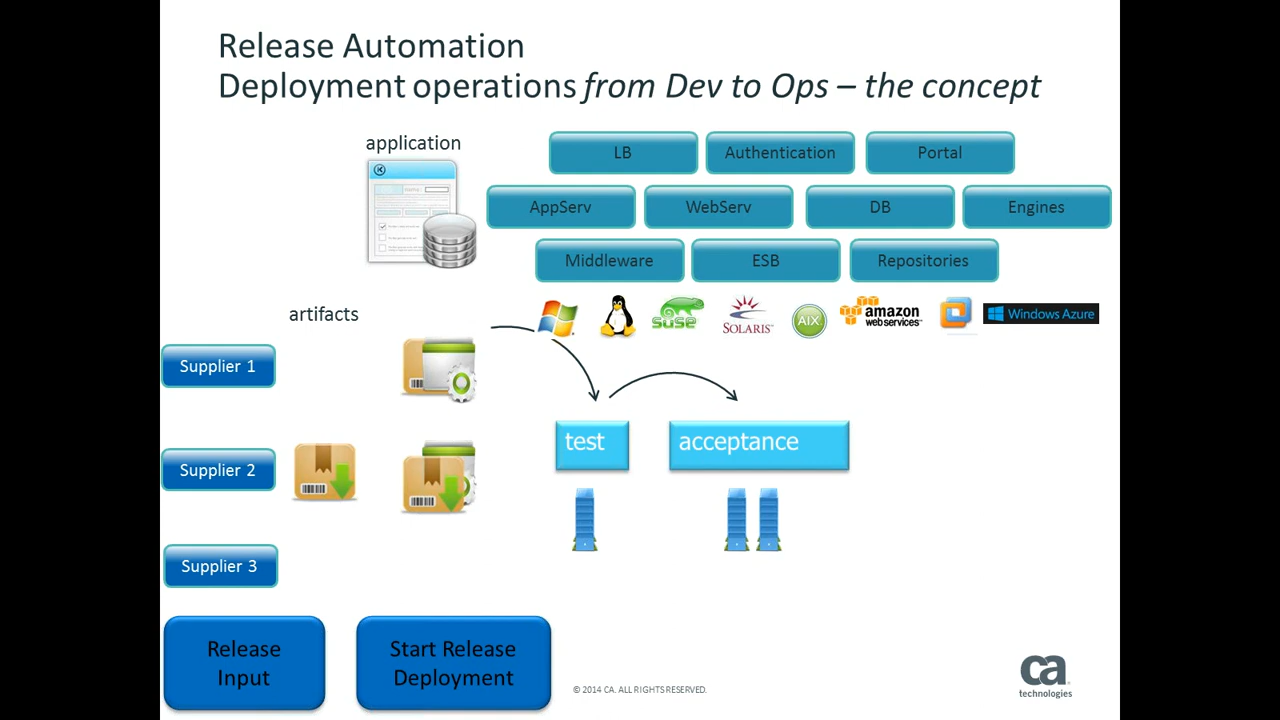 Release Automation
Deployment operations from Dev to Ops – the concept
application
LB
Authentication
Portal
AppServ
WebServ
DB
Engines
Middleware
ESB
Repositories
artifacts
SUSE
SOLARIS
AIX
amazon
web services
Windows Azure
Supplier 1
test
acceptance
Supplier 2
Supplier 3
Release
Input
Start Release
Deployment
© 2014 CA. ALL RIGHTS RESERVED.
ca
technologies